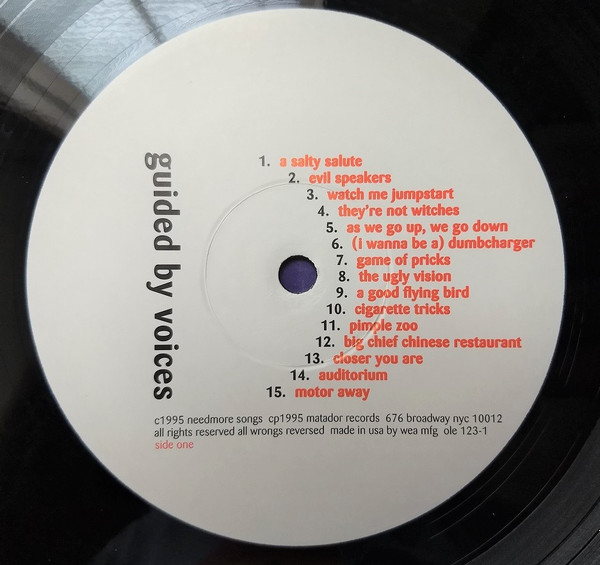 guided by voices
1. a salty salute
2. evil speakers
3. watch me jumpstart
4. they're not witches
5. as we go up, we go down
6. (i wanna be a) dumbcharger
7. game of pricks
8. the ugly vision
9. a good flying bird
10. cigarette tricks
11. pimple zoo
12. big chief chinese restaurant
13. closer you are
14. auditorium
15. motor away
c1995 needmore songs cp1995 matador records 676 broadway nyc 10012
all rights reserved all wrongs reversed made in usa by wea mfg ole 123-1
side one